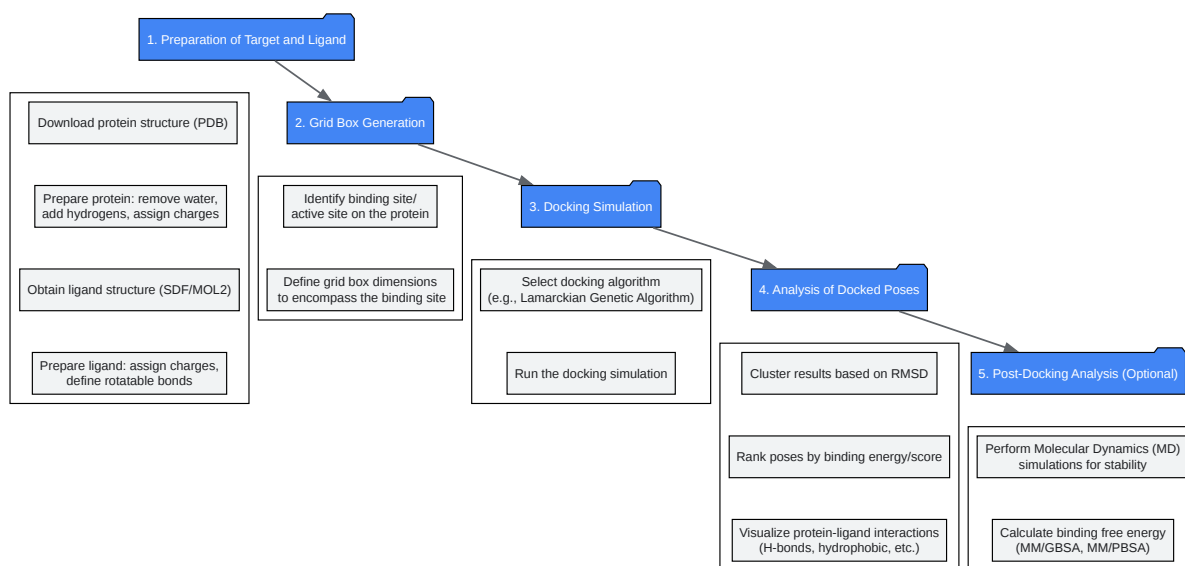 1. Preparation of Target and Ligand
Download protein structure (PDB)
Prepare protein: remove water,
add hydrogens, assign charges
Obtain ligand structure (SDF/MOL2)
Prepare ligand: assign charges,
define rotatable bonds
2. Grid Box Generation
Identify binding site/
active site on the protein
Define grid box dimensions
to encompass the binding site
3. Docking Simulation
Select docking algorithm
(e.g., Lamarckian Genetic Algorithm)
Run the docking simulation
4. Analysis of Docked Poses
Cluster results based on RMSD
Rank poses by binding energy/score
Visualize protein-ligand interactions
(H-bonds, hydrophobic, etc.)
5. Post-Docking Analysis (Optional)
Perform Molecular Dynamics (MD)
simulations for stability
Calculate binding free energy
(MM/GBSA, MM/PBSA)